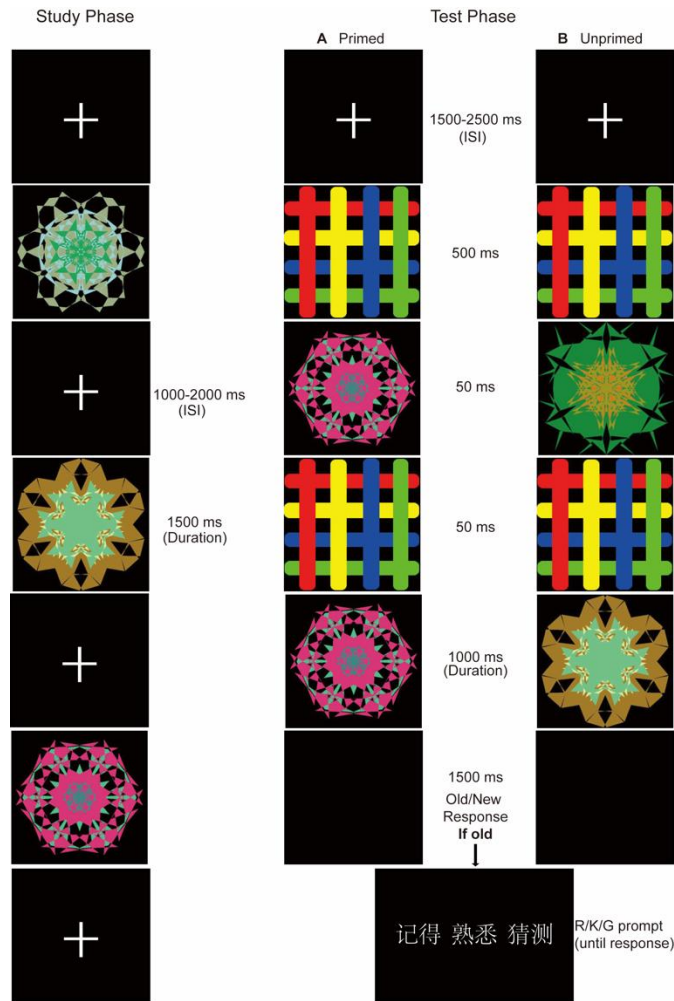 Study Phase
Test Phase
A Primed
B Unprimed
1500-2500 ms
(ISI)
500 ms
50 ms
1000-2000 ms
(ISI)
1500 ms
(Duration)
50 ms
1000 ms
(Duration)
1500 ms
Old/New
Response
If old
记得 熟悉 猜测
R/K/G prompt
(until response)